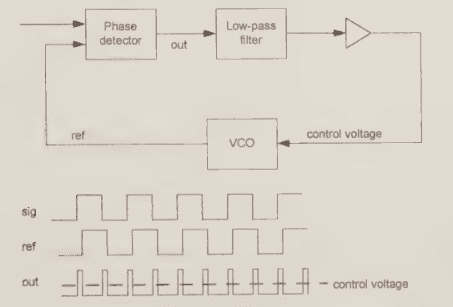 Phase
detector
out
Low-pass
filter
ref
VCO
control voltage
sig
ref
out
control voltage